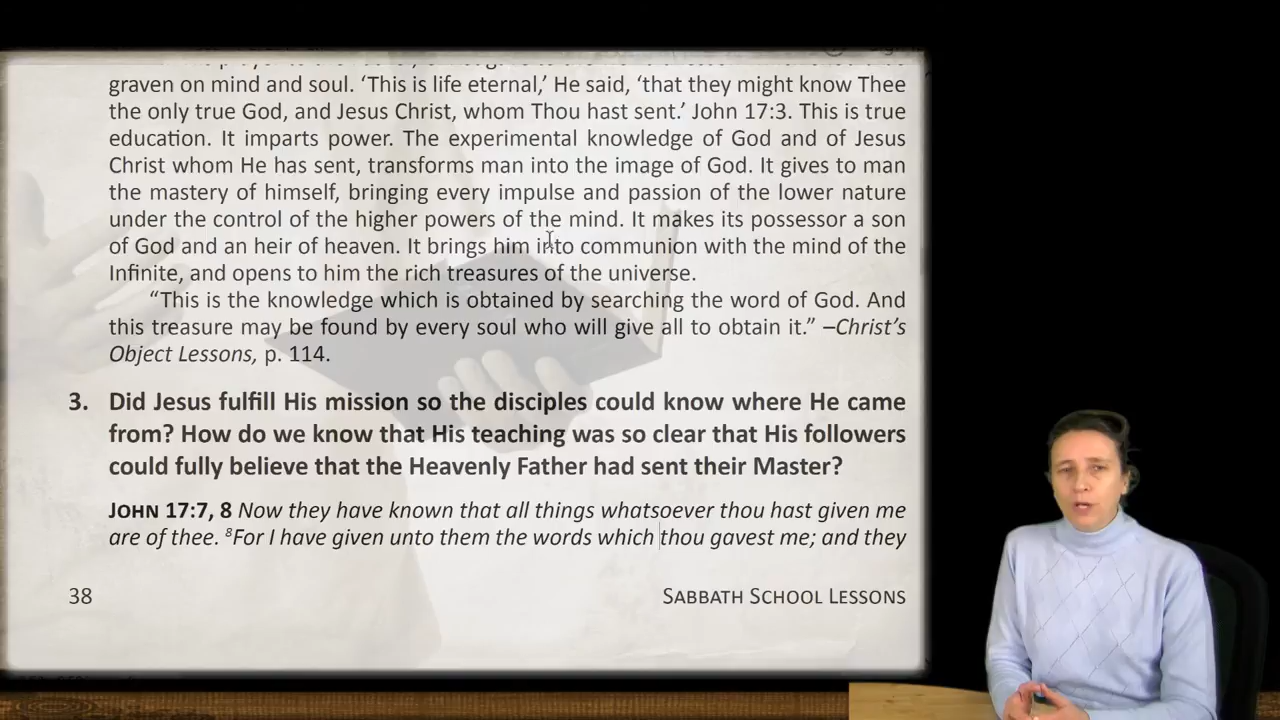 graven on mind and soul. ‘This is life eternal,’ He said, ‘that they might know Thee
the only true God, and Jesus Christ, whom Thou hast sent.’ John 17:3. This is true
education. It imparts power. The experimental knowledge of God and of Jesus
Christ whom He has sent, transforms man into the image of God. It gives to man
the mastery of himself, bringing every impulse and passion of the lower nature
under the control of the higher powers of the mind. It makes its possessor a son
of God and an heir of heaven. It brings him into communion with the mind of the
Infinite, and opens to him the rich treasures of the universe.
“This is the knowledge which is obtained by searching the word of God. And
this treasure may be found by every soul who will give all to obtain it.” –Christ’s
Object Lessons, p. 114.
3. Did Jesus fulfill His mission so the disciples could know where He came
from? How do we know that His teaching was so clear that His followers
could fully believe that the Heavenly Father had sent their Master?
JOHN 17:7, 8 Now they have known that all things whatsoever thou hast given me
are of thee. ⁸For I have given unto them the words which thou gavest me; and they
38 SABBATH SCHOOL LESSONS